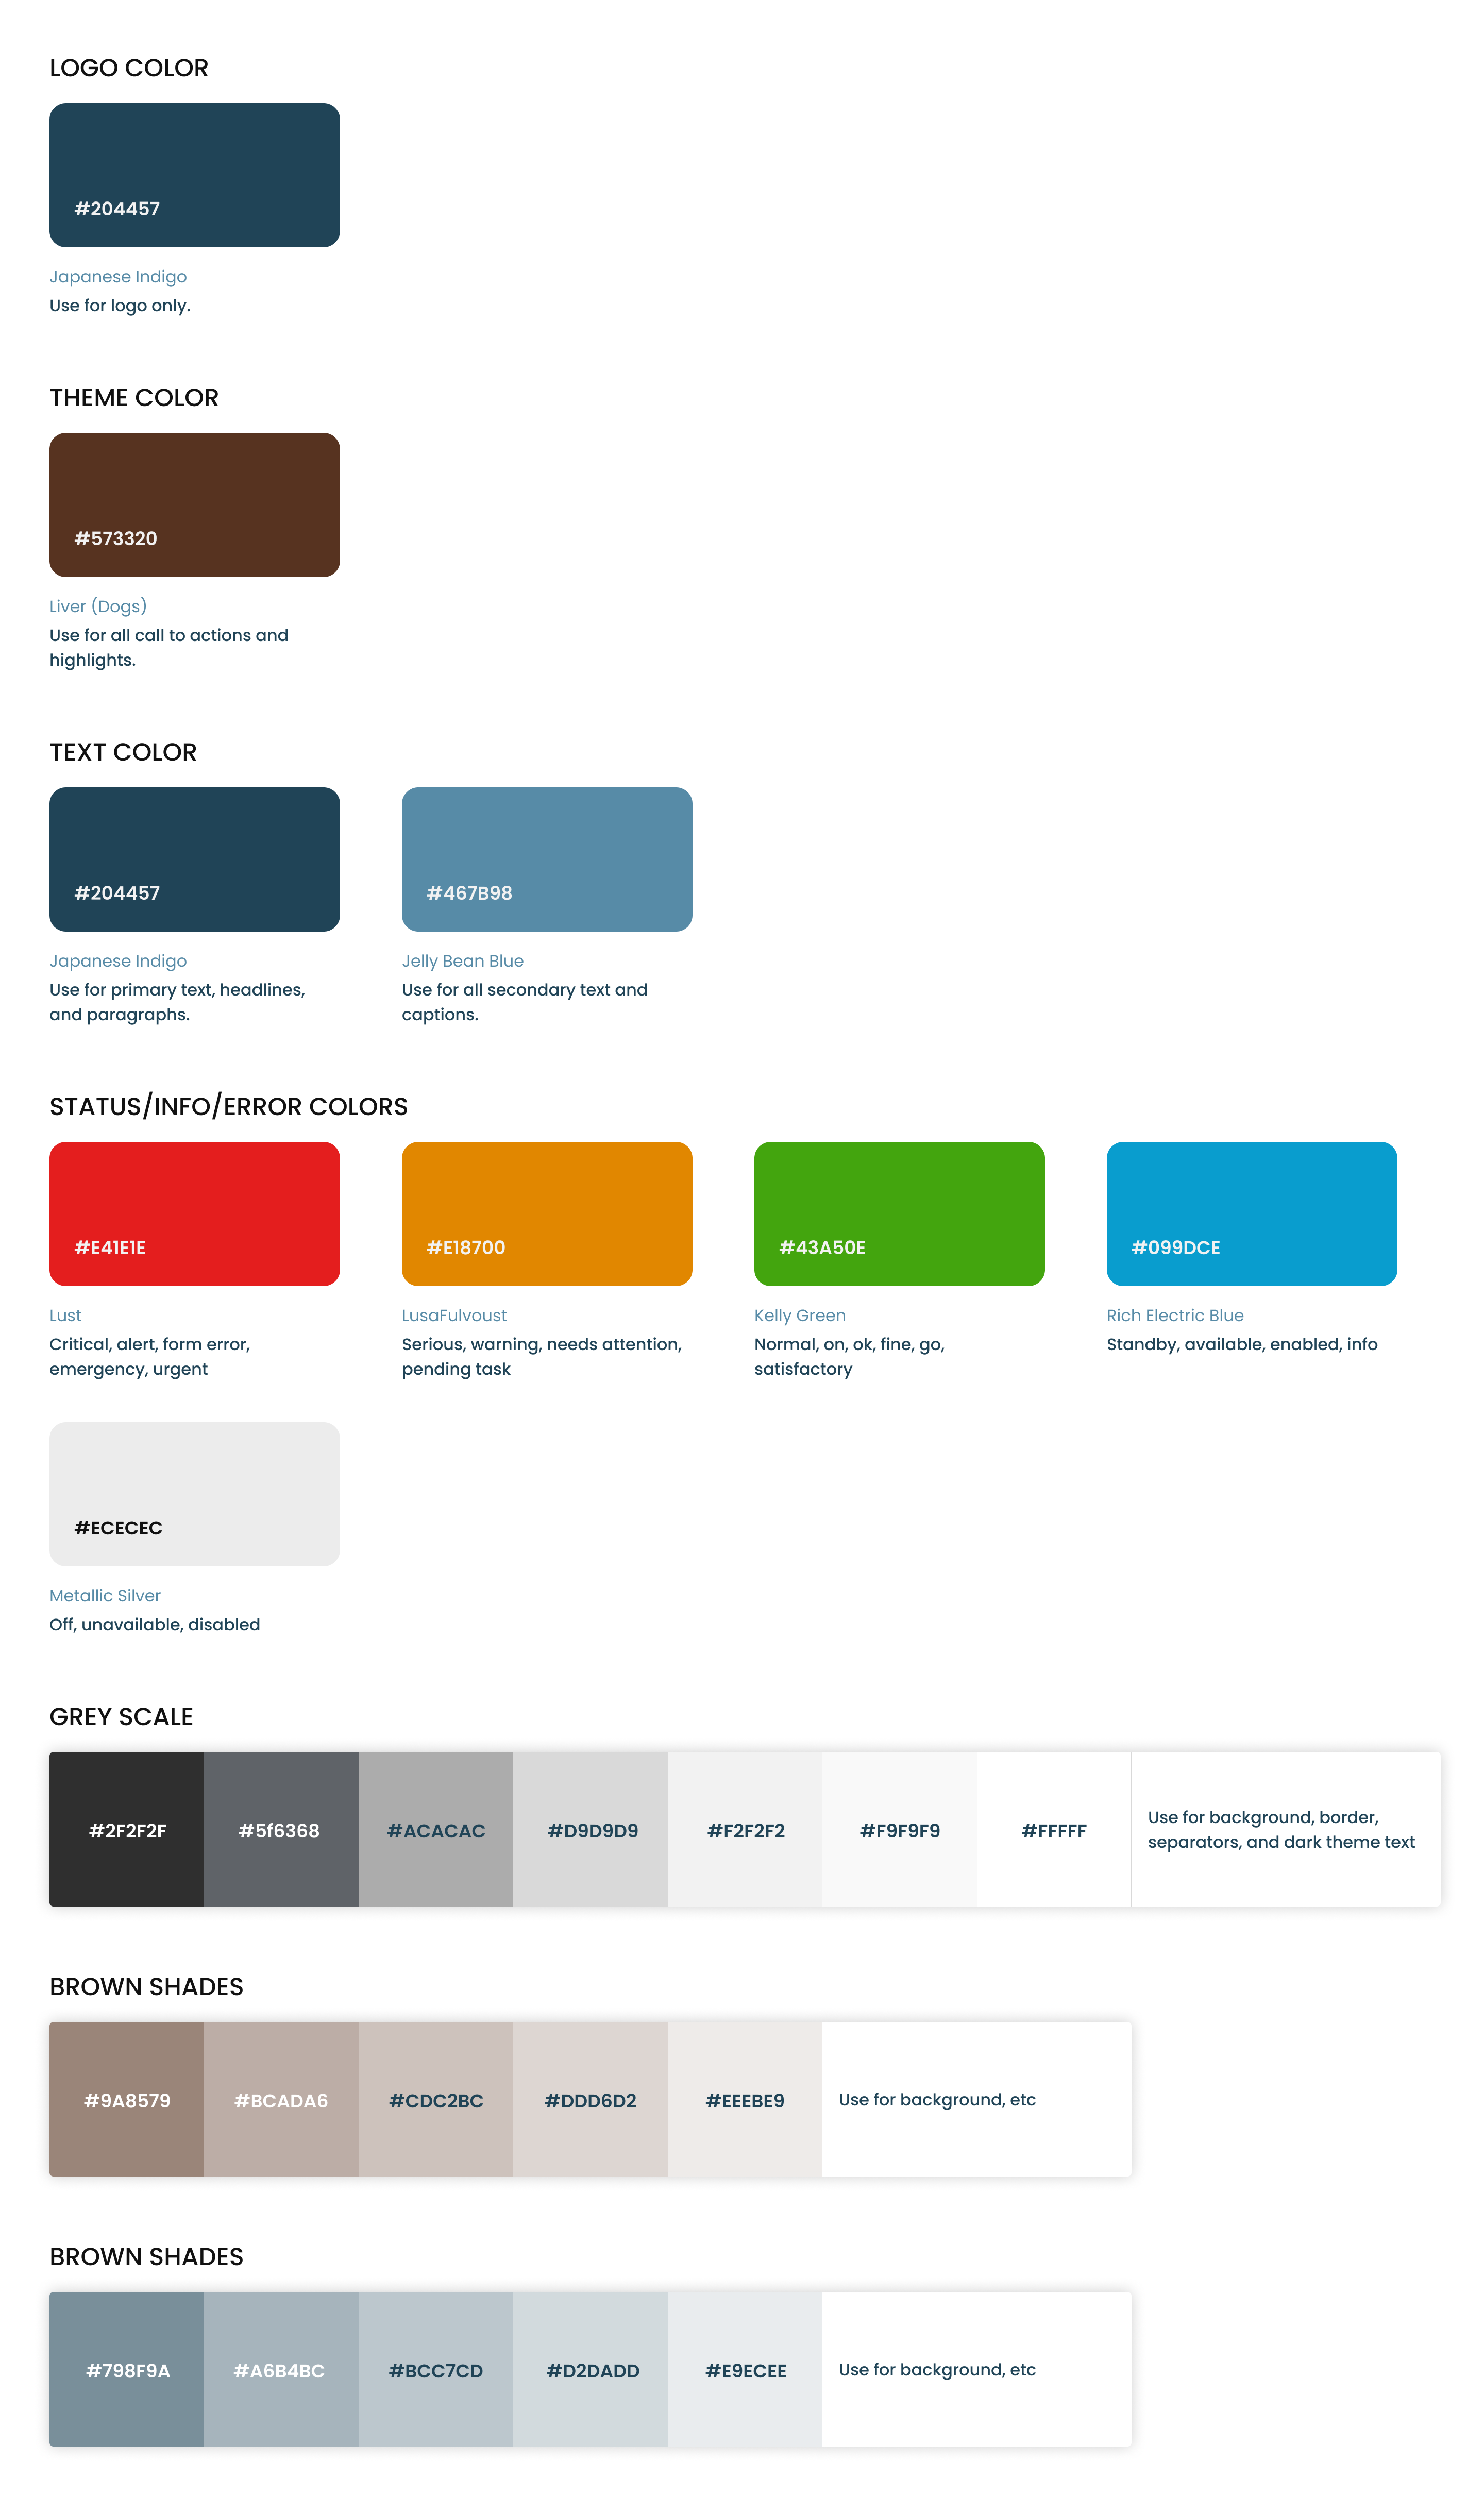 LOGO COLOR
#204457
Japanese Indigo
Use for logo only.
THEME COLOR
#573320
Liver (Dogs)
Use for all call to actions and
highlights.
TEXT COLOR
#204457
Japanese Indigo
Use for primary text, headlines,
and paragraphs.
#467B98
Jelly Bean Blue
Use for all secondary text and
captions.
STATUS/INFO/ERROR COLORS
#E41E1E
Lust
Critical, alert, form error,
emergency, urgent
#E18700
LusaFulvoust
Serious, warning, needs attention,
pending task
#43A50E
Kelly Green
Normal, on, ok, fine, go,
satisfactory
#099DCE
Rich Electric Blue
Standby, available, enabled, info
#ECECEC
Metallic Silver
Off, unavailable, disabled
GREY SCALE
#2F2F2F
#5f6368
#ACACAC
#D9D9D9
#F2F2F2
#F9F9F9
#FFFFF
Use for background, border,
separators, and dark theme text
BROWN SHADES
#9A8579
#BCADA6
#CDC2BC
#DDD6D2
#EEEBE9
Use for background, etc
BROWN SHADES
#798F9A
#A6B4BC
#BCC7CD
#D2DADD
#E9ECEE
Use for background, etc